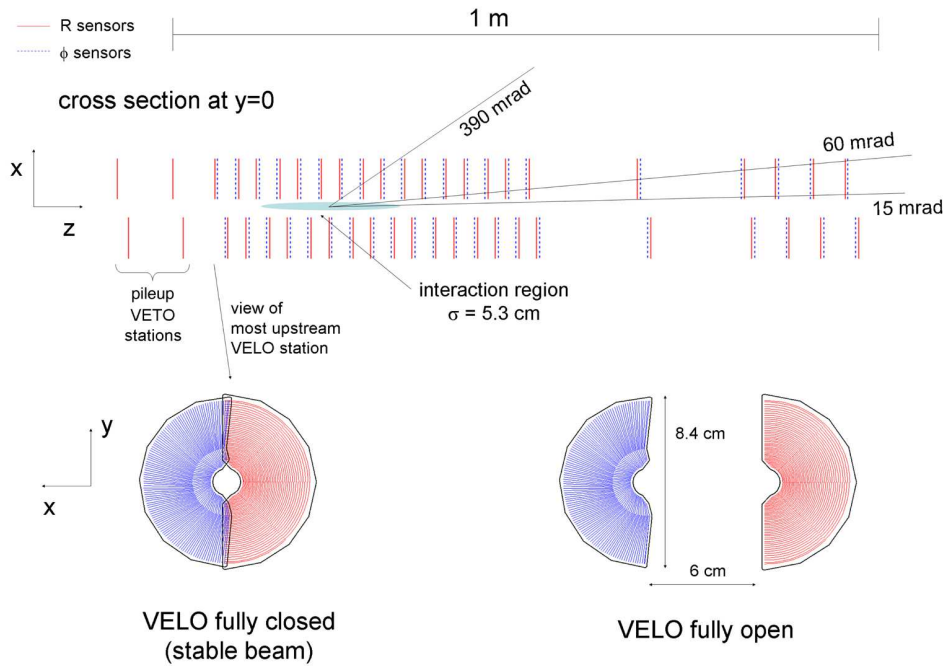 R sensors
ϕ sensors
1 m
cross section at y=0
390 mrad
60 mrad
15 mrad
x
z
pileup
VETO
stations
view of
most upstream
VELO station
interaction region
σ = 5.3 cm
y
x
8.4 cm
6 cm
VELO fully closed
(stable beam)
VELO fully open